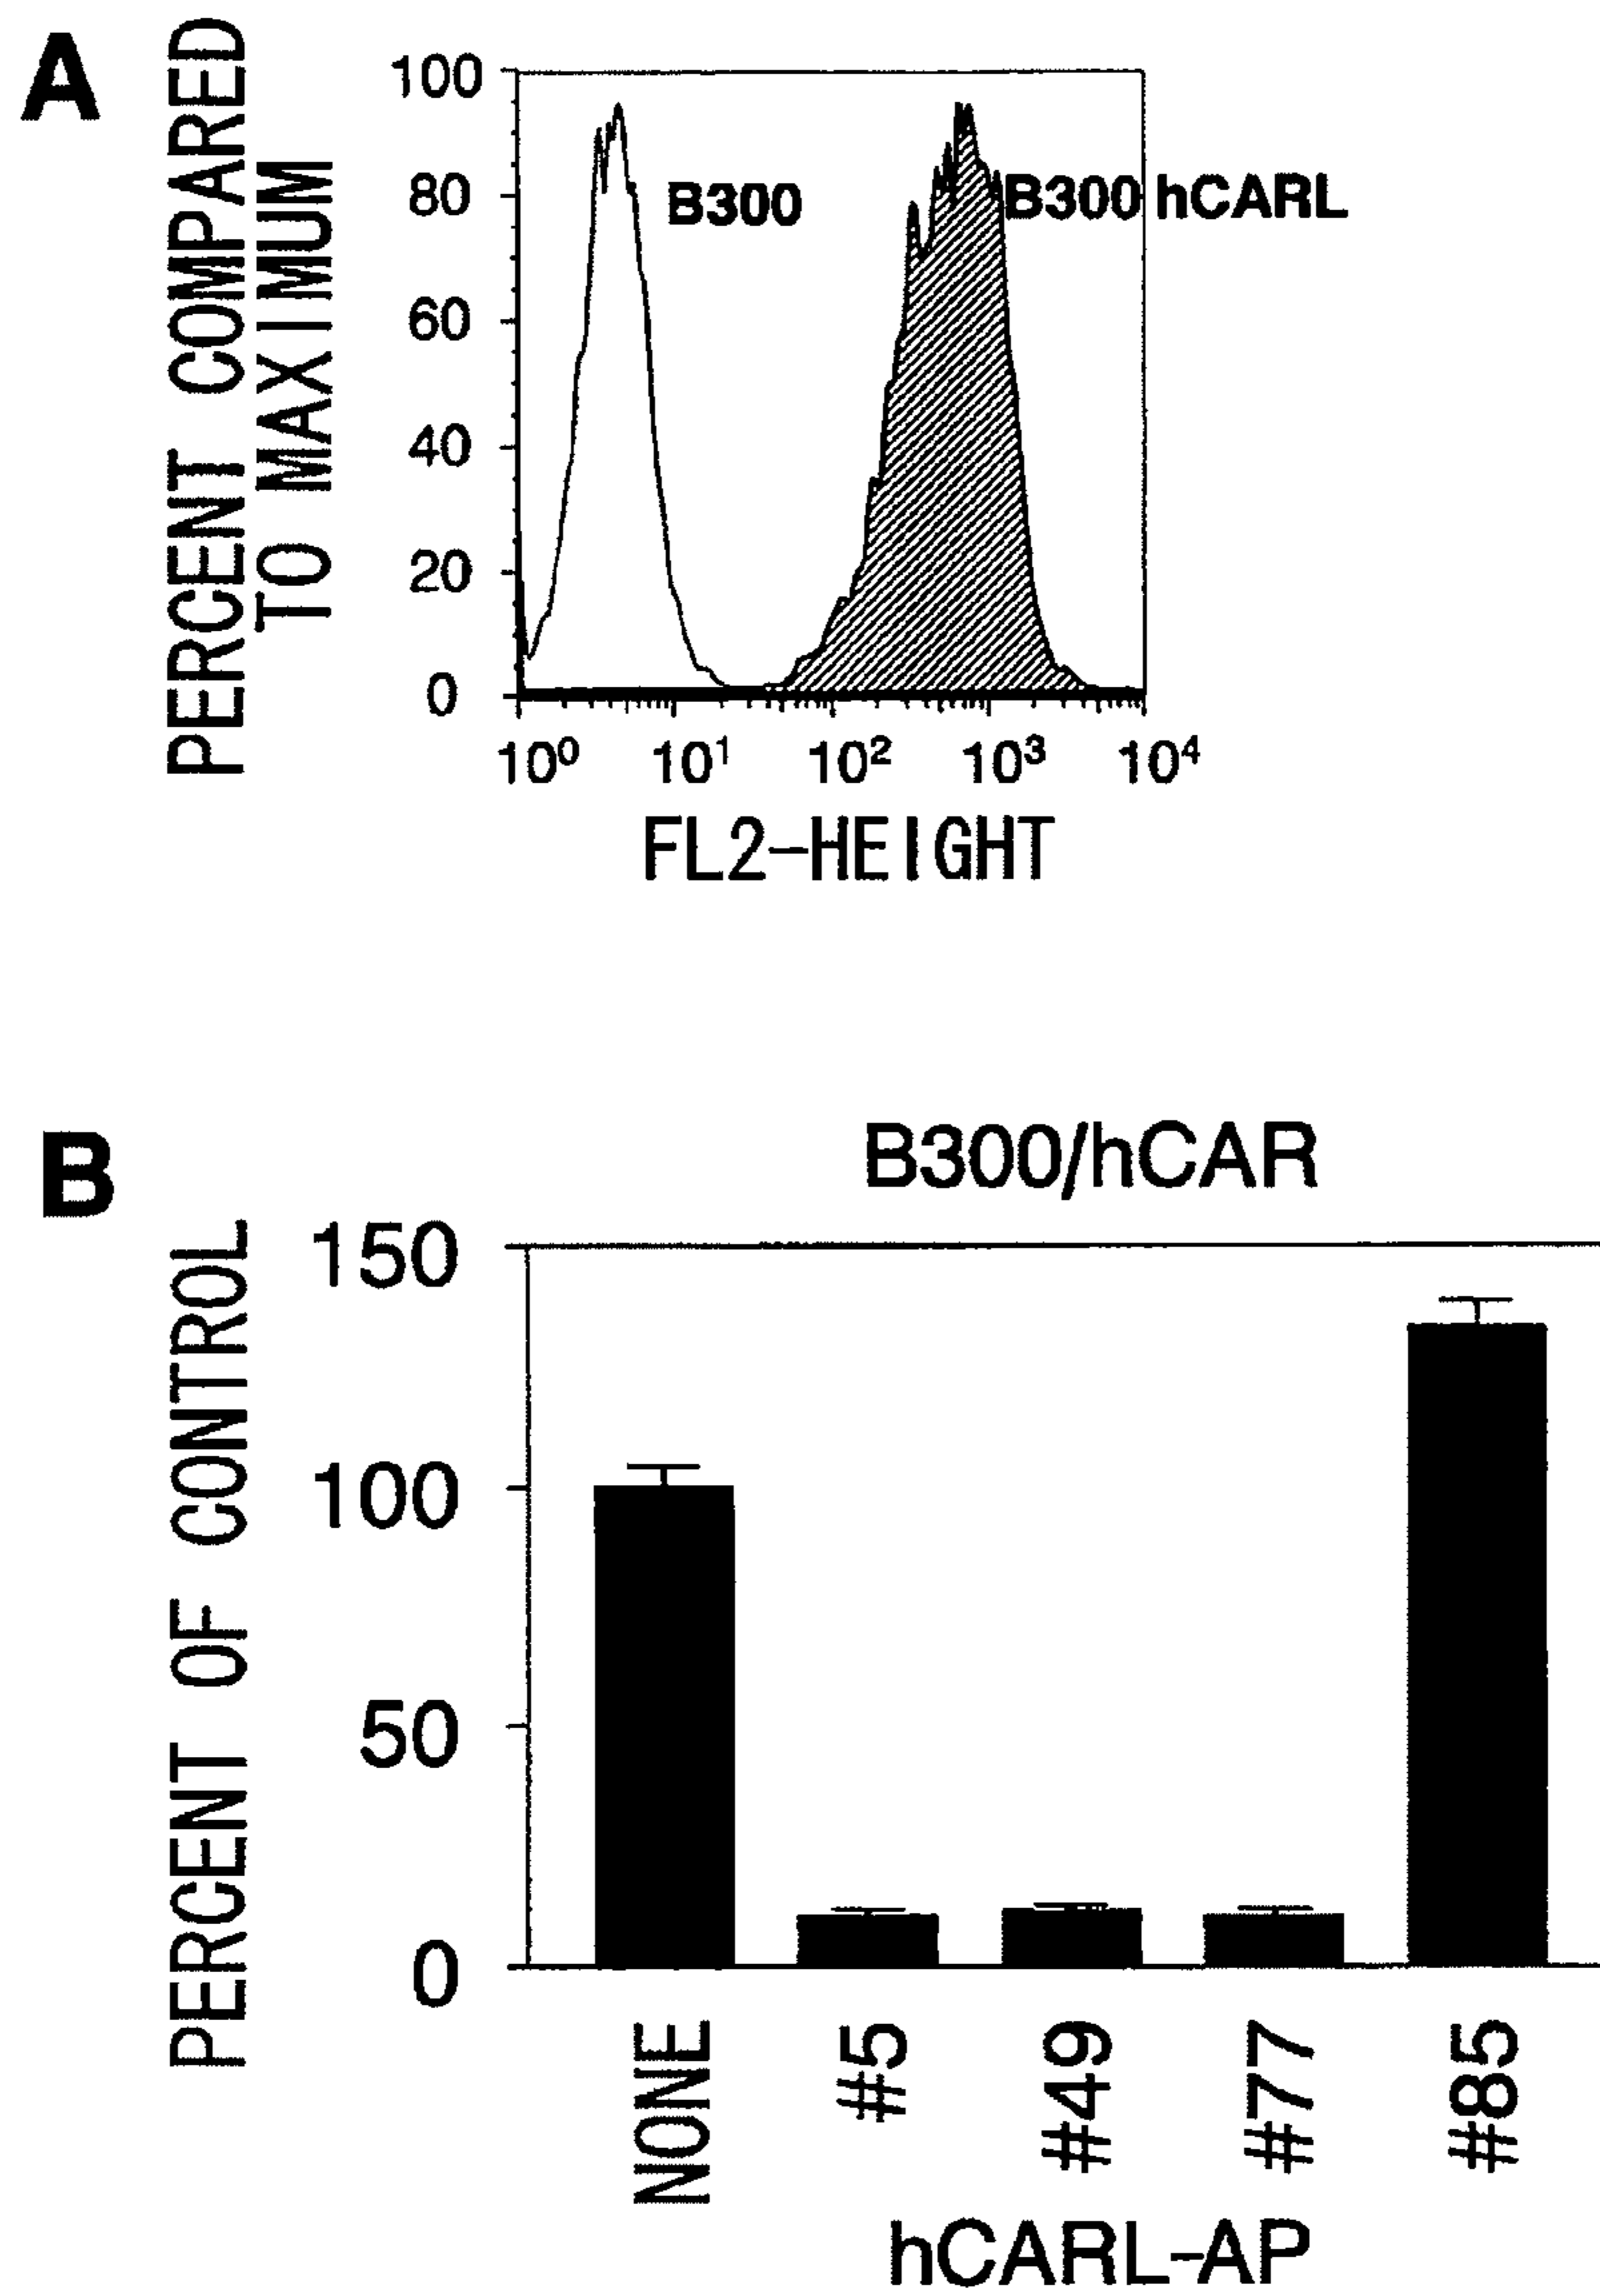 A
PERCENT COMPARED
TO MAXIMUM
100
80
60
40
20
0
B300
B300 hCARL
10⁰ 10¹ 10² 10³ 10⁴
FL2-HEIGHT
B
B300/hCAR
PERCENT OF CONTROL
150
100
50
0
NONE
#5
#49
#77
#85
hCARL-AP